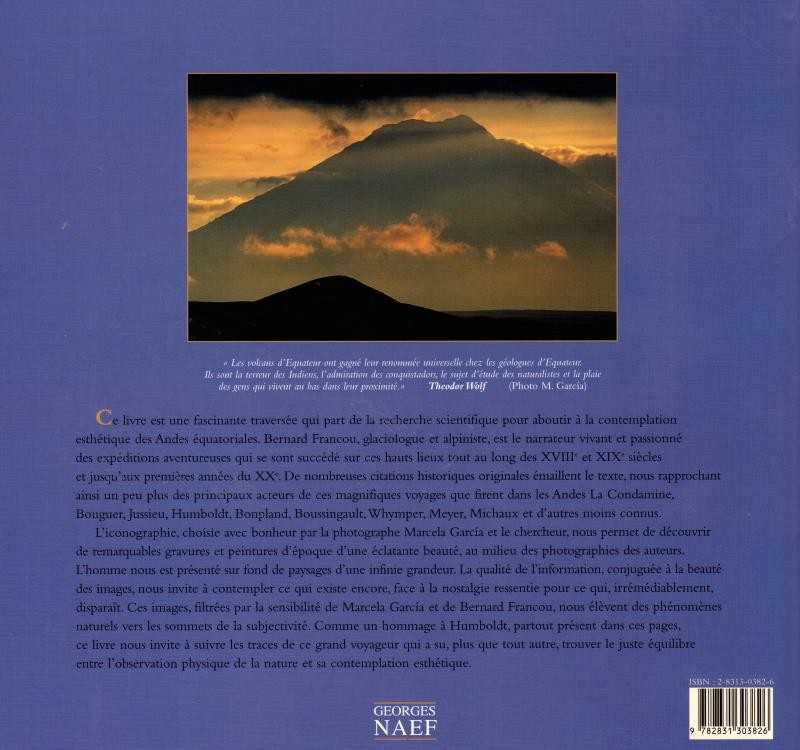 « Les volcans d'Equateur ont gagné leur renommée universelle chez les géologues d'Equateur.
Ils sont la terreur des Indiens, l'admiration des conquistadors, le sujet d'étude des naturalistes et la plaie
des gens qui vivent au bas dans leur proximité.» Theodor Wolf (Photo M. García)
Ce livre est une fascinante traversée qui part de la recherche scientifique pour aboutir à la contemplation
esthétique des Andes équatoriales. Bernard Francou, glaciologue et alpiniste, est le narrateur vivant et passionné
des expéditions aventureuses qui se sont succédé sur ces hauts lieux tout au long des XVIIIe et XIXe siècles
et jusqu'aux premières années du XXe. De nombreuses citations historiques originales émaillent le texte, nous rapprochant
ainsi un peu plus des principaux acteurs de ces magnifiques voyages que firent dans les Andes La Condamine,
Bouguer, Jussieu, Humboldt, Bonpland, Boussingault, Whymper, Meyer, Michaux et d'autres moins connus.
L'iconographie, choisie avec bonheur par la photographe Marcela García et le chercheur, nous permet de découvrir
de remarquables gravures et peintures d'époque d'une éclatante beauté, au milieu des photographies des auteurs.
L'homme nous est présenté sur fond de paysages d'une infinie grandeur. La qualité de l'information, conjuguée à la beauté
des images, nous invite à contempler ce qui existe encore, face à la nostalgie ressentie pour ce qui, irrémédiablement,
disparaît. Ces images, filtrées par la sensibilité de Marcela García et de Bernard Francou, nous élèvent des phénomènes
naturels vers les sommets de la subjectivité. Comme un hommage à Humboldt, partout présent dans ces pages,
ce livre nous invite à suivre les traces de ce grand voyageur qui a su, plus que tout autre, trouver le juste équilibre
entre l'observation physique de la nature et sa contemplation esthétique.
ISBN : 2-8313-0382-6
9 782831 303826
GEORGES
NAEF